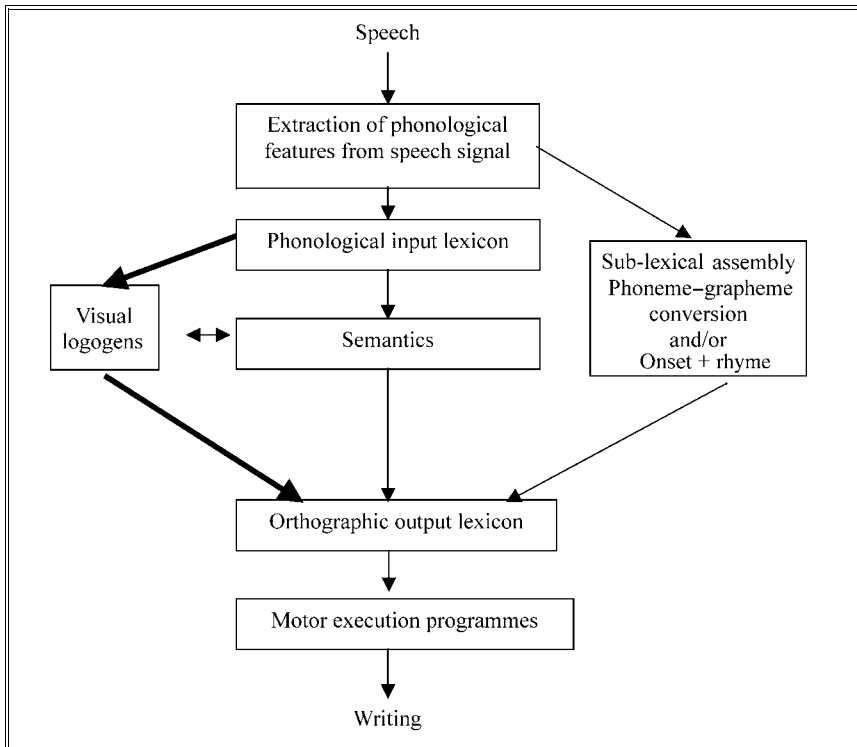 Speech
Extraction of phonological
features from speech signal
Phonological input lexicon
Sub-lexical assembly
Phoneme-grapheme
conversion
and/or
Onset + rhyme
Visual
logogens
Semantics
Orthographic output lexicon
Motor execution programmes
Writing